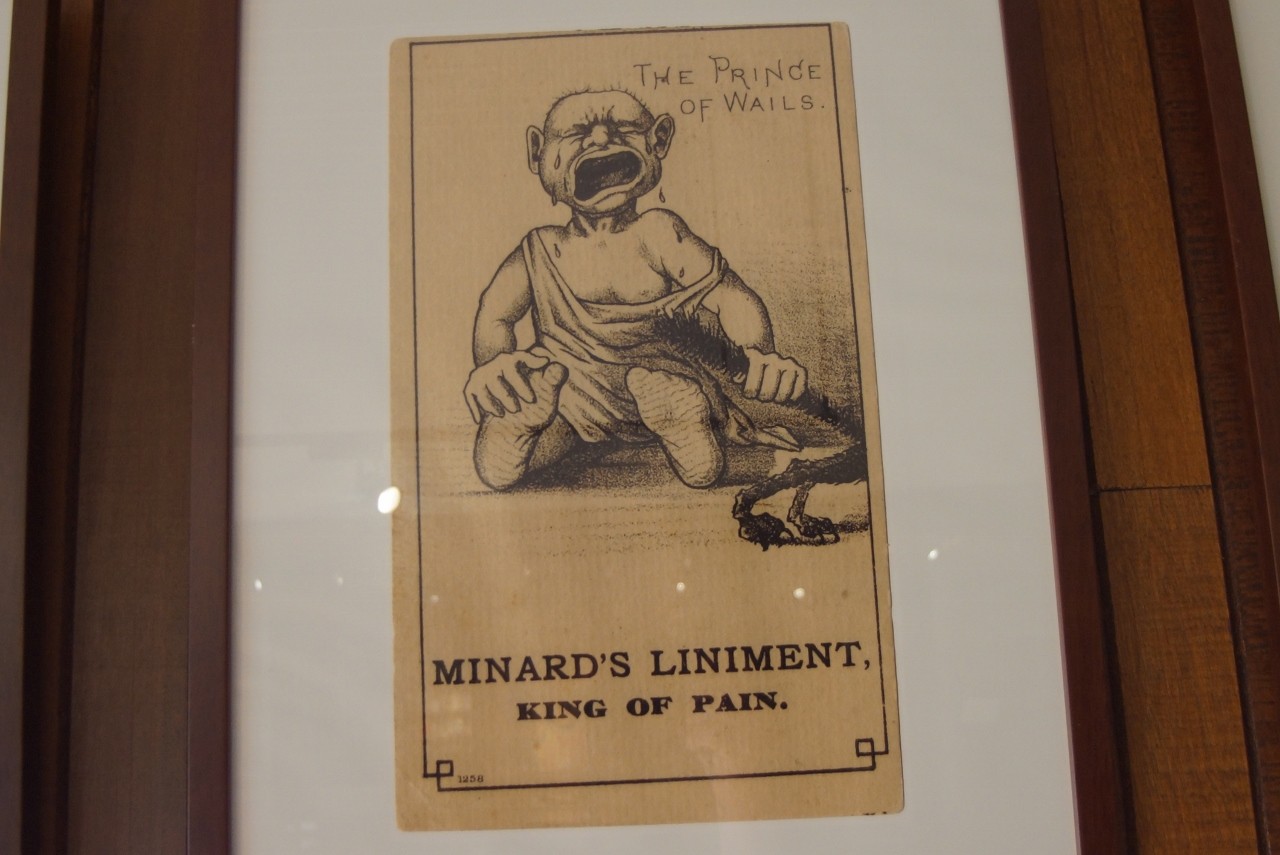 THE PRINCE
OF WAILS.
MINARD'S LINIMENT,
KING OF PAIN.
1258